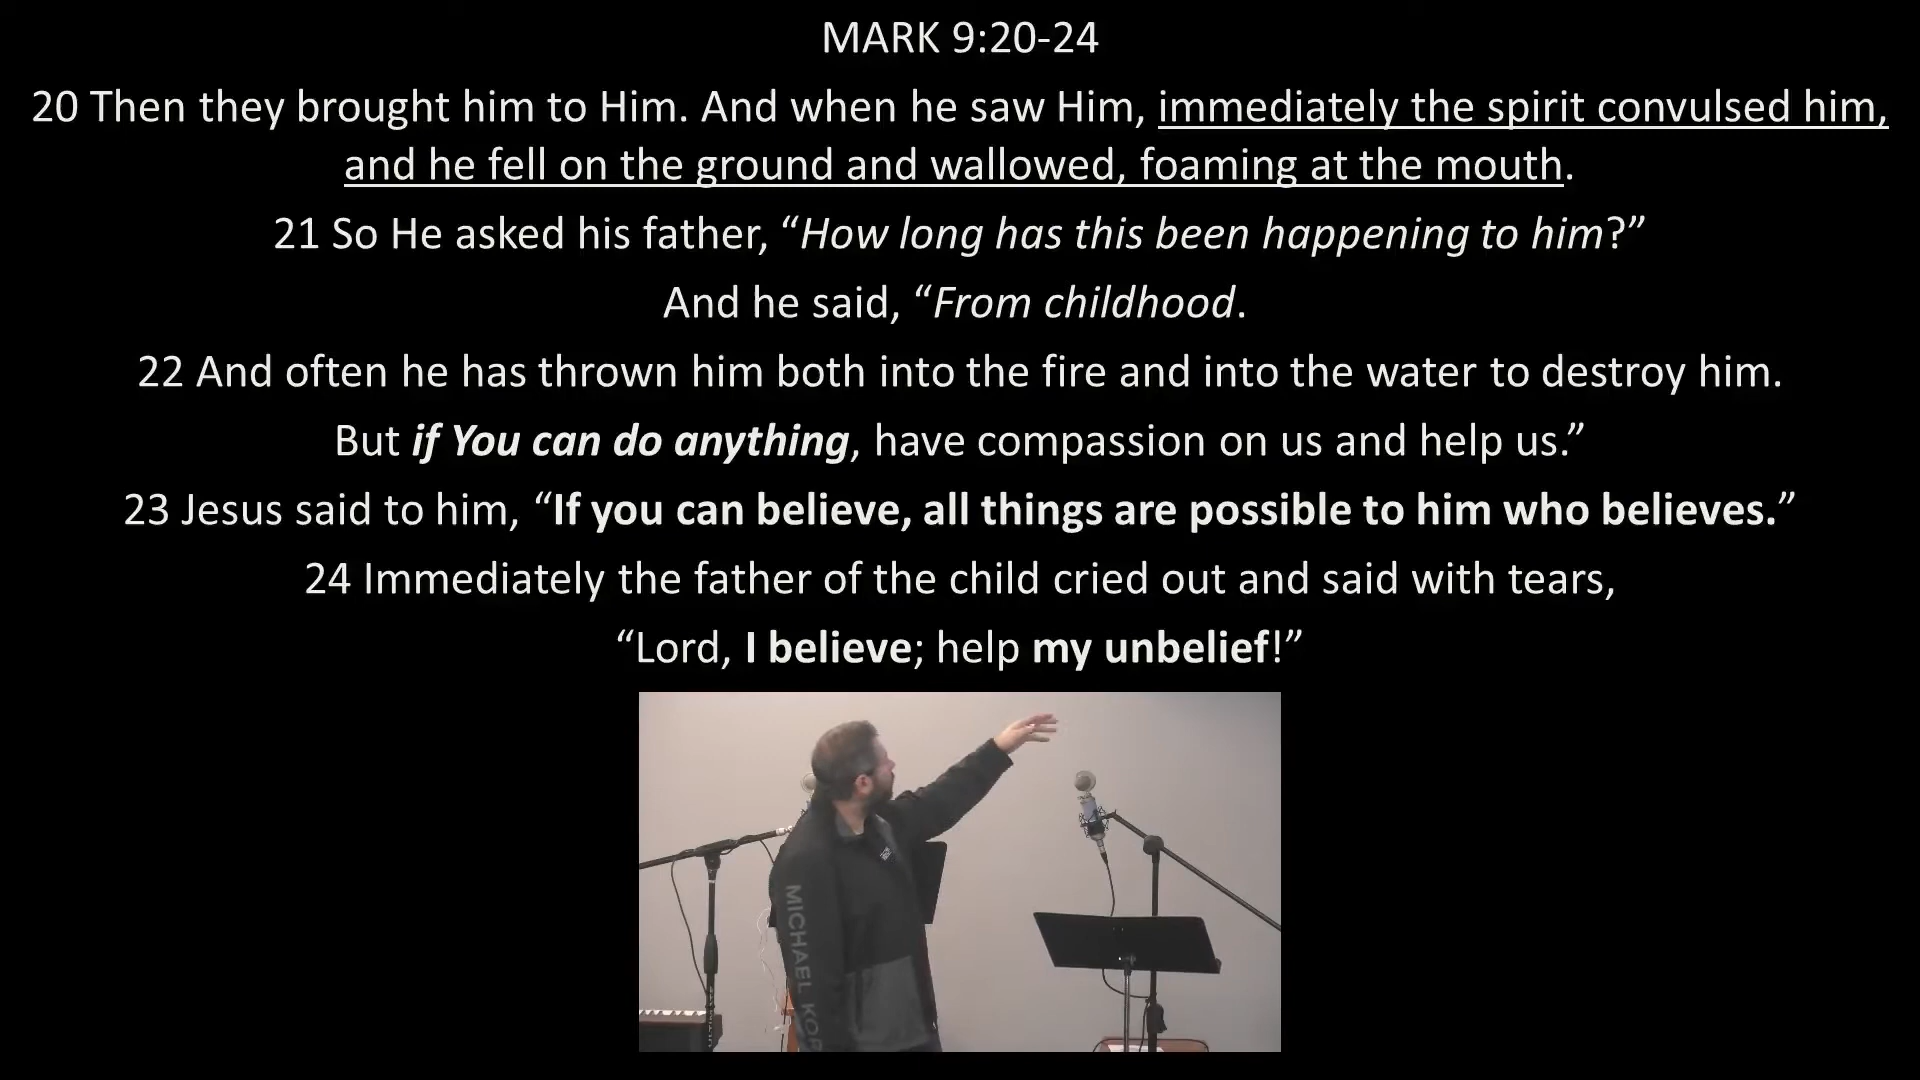 MARK 9:20-24
20 Then they brought him to Him. And when he saw Him, immediately the spirit convulsed him,
and he fell on the ground and wallowed, foaming at the mouth.
21 So He asked his father, “How long has this been happening to him?”
And he said, “From childhood.
22 And often he has thrown him both into the fire and into the water to destroy him.
But if You can do anything, have compassion on us and help us.”
23 Jesus said to him, “If you can believe, all things are possible to him who believes.”
24 Immediately the father of the child cried out and said with tears,
“Lord, I believe; help my unbelief!”
MICHAEL KOR